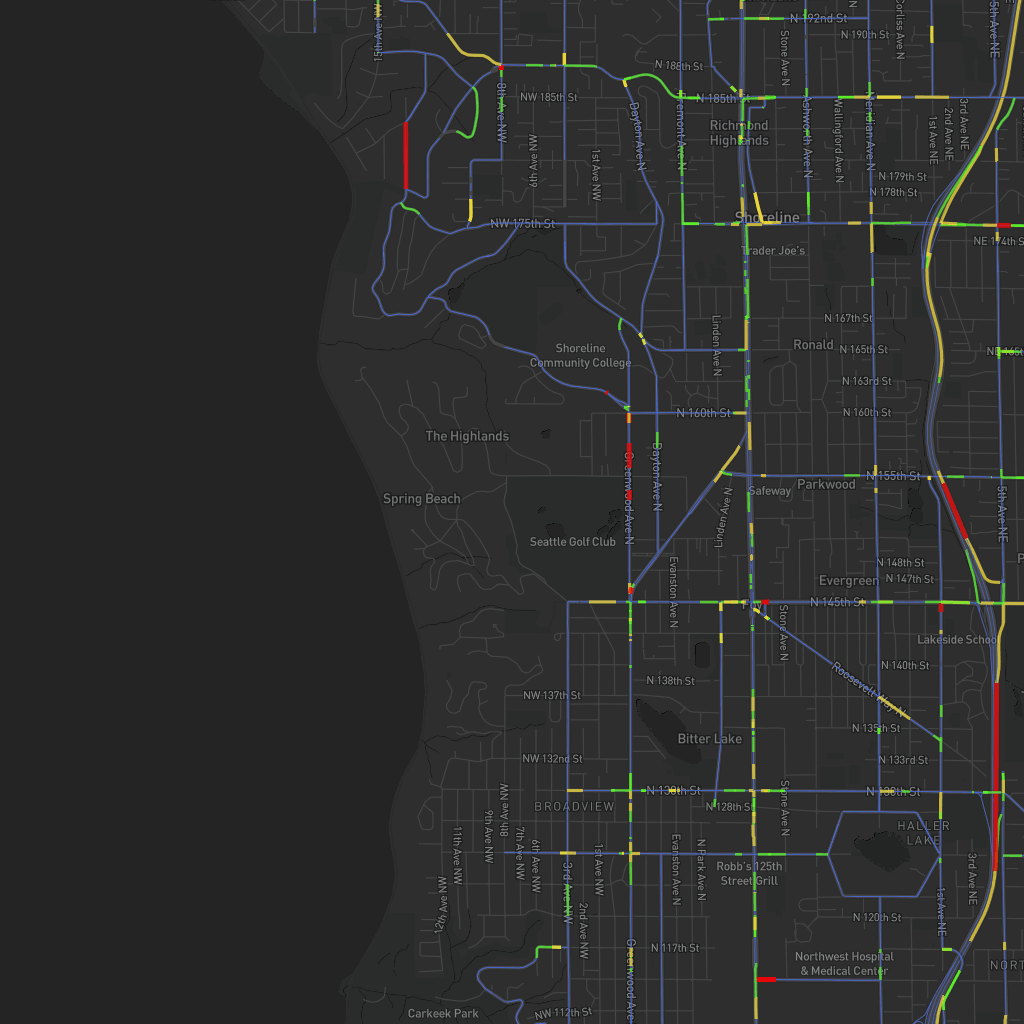 15th Ave NW
N 192nd St
Corliss Ave N
5th Ave NE
Stone Ave N
N 190th St
N 188th St
8th Ave NW
NW 185th St
N 185th St
Dayton Ave N
Fremont Ave N
Ashworth Ave N
Wallingford Ave N
Meridian Ave N
1st Ave NE
2nd Ave NE
3rd Ave NE
Richmond
Highlands
6th Ave NW
1st Ave NW
N 179th St
N 178th St
NW 175th St
Shoreline
NE 174th S
Trader Joe's
Linden Ave N
N 167th St
Ronald
N 165th St
NE 165t
Shoreline
Community College
N 163rd St
N 160th St
N 160th St
The Highlands
Greenwood Ave N
Dayton Ave N
N 155th St
Spring Beach
Linden Ave N
Safeway
Parkwood
5th Ave NE
Seattle Golf Club
Evanston Ave N
N 148th St
P
Evergreen
N 147th St
N 145th St
Stone Ave N
Lakeside School
N 140th St
Roosevelt Way N
N 138th St
NW 137th St
N 135th St
Bitter Lake
NW 132nd St
N 133rd St
N 130th St
N 130th St
8th Ave NW
BROADVIEW
N 128th St
Stone Ave N
9th Ave NW
11th Ave NW
7th Ave NW
6th Ave NW
HALLER
LAKE
3rd Ave NW
1st Ave NW
Evanston Ave N
N Park Ave N
Robb's 125th
Street Grill
3rd Ave NE
12th Ave NW
2nd Ave NW
N 120th St
1st Ave NE
N 117th St
Greenwood Ave
Northwest Hospital
& Medical Center
NORT
Carkeek Park
NW 112th St